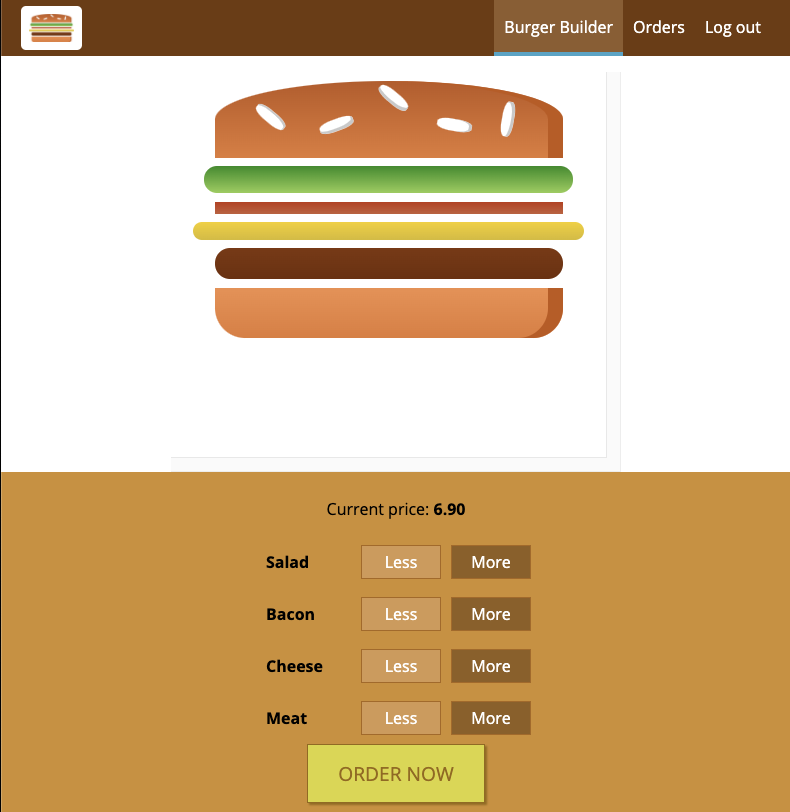 Burger Builder Orders Log out
Current price: 6.90
Salad Less More
Bacon Less More
Cheese Less More
Meat Less More
ORDER NOW